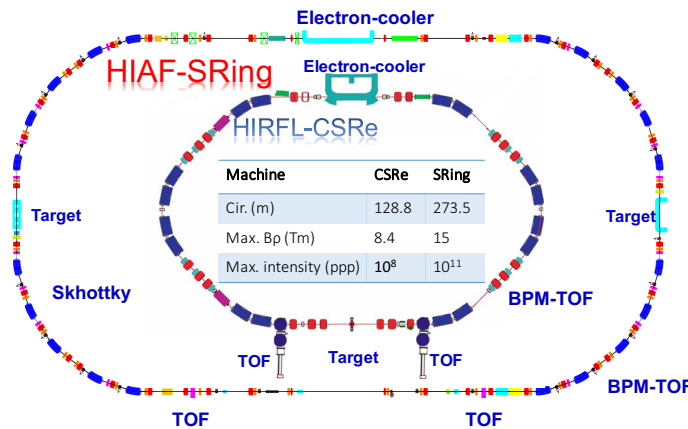 Electron-cooler
HIAF-SRing
Electron-cooler
HIRFL-CSRe
Machine CSRe SRing
Cir. (m) 128.8 273.5
Max. Bρ (Tm) 8.4 15
Max. intensity (ppp) 10⁸ 10¹¹
Target
Target
Skhottky
BPM-TOF
TOF
Target
TOF
BPM-TOF
TOF
TOF